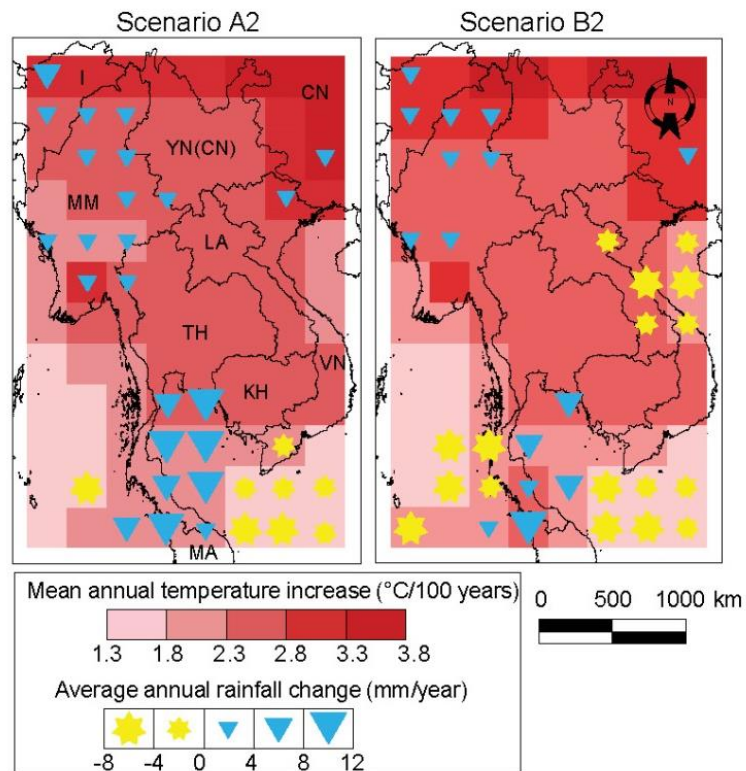 Scenario A2
Scenario B2
I
CN
N
YN(CN)
MM
LA
TH
VN
KH
MA
Mean annual temperature increase (°C/100 years)
1.3 1.8 2.3 2.8 3.3 3.8
Average annual rainfall change (mm/year)
-8 -4 0 4 8 12
0 500 1000 km